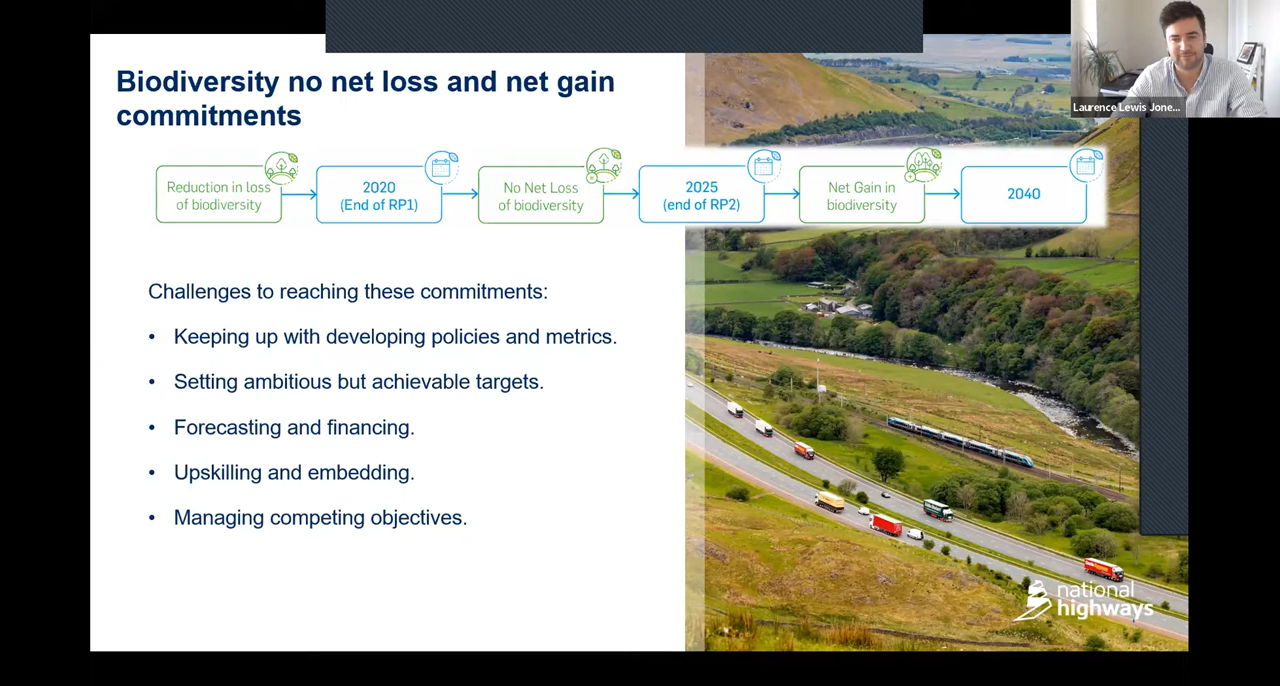 Biodiversity no net loss and net gain
commitments
Laurence Lewis Jone...
Reduction in loss
of biodiversity
2020
(End of RP1)
No Net Loss
of biodiversity
2025
(end of RP2)
Net Gain in
biodiversity
2040
Challenges to reaching these commitments:
• Keeping up with developing policies and metrics.
• Setting ambitious but achievable targets.
• Forecasting and financing.
• Upskilling and embedding.
• Managing competing objectives.
national
highways